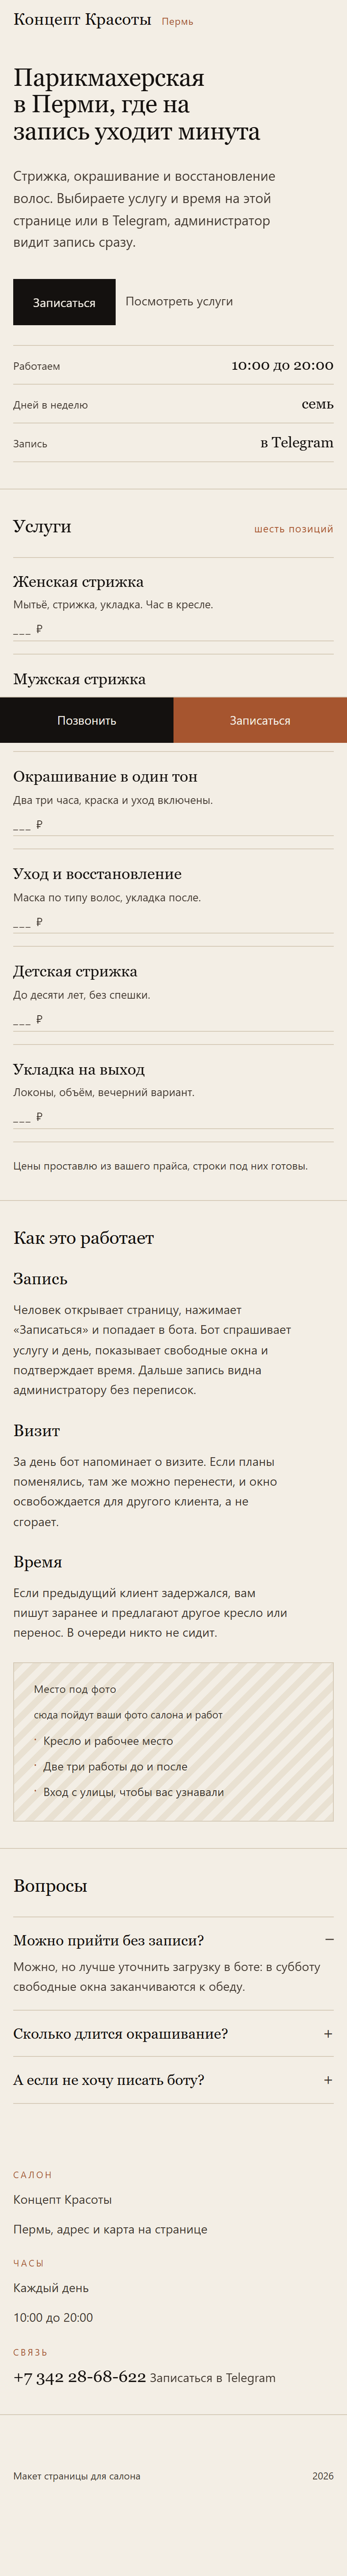 Концепт Красоты Пермь
Парикмахерская
в Перми, где на
запись уходит минута
Стрижка, окрашивание и восстановление
волос. Выбираете услугу и время на этой
странице или в Telegram, администратор
видит запись сразу.
Записаться Посмотреть услуги
Работаем 10:00 до 20:00
Дней в неделю семь
Запись в Telegram
Услуги шесть позиций
Женская стрижка
Мытьё, стрижка, укладка. Час в кресле.
___ ₽
Мужская стрижка
Позвонить Записаться
Окрашивание в один тон
Два три часа, краска и уход включены.
___ ₽
Уход и восстановление
Маска по типу волос, укладка после.
___ ₽
Детская стрижка
До десяти лет, без спешки.
___ ₽
Укладка на выход
Локоны, объём, вечерний вариант.
___ ₽
Цены проставлю из вашего прайса, строки под них готовы.
Как это работает
Запись
Человек открывает страницу, нажимает
«Записаться» и попадает в бота. Бот спрашивает
услугу и день, показывает свободные окна и
подтверждает время. Дальше запись видна
администратору без переписок.
Визит
За день бот напоминает о визите. Если планы
поменялись, там же можно перенести, и окно
освобождается для другого клиента, а не
сгорает.
Время
Если предыдущий клиент задержался, вам
пишут заранее и предлагают другое кресло или
перенос. В очереди никто не сидит.
Место под фото
сюда пойдут ваши фото салона и работ
· Кресло и рабочее место
· Две три работы до и после
· Вход с улицы, чтобы вас узнавали
Вопросы
Можно прийти без записи? −
Можно, но лучше уточнить загрузку в боте: в субботу
свободные окна заканчиваются к обеду.
Сколько длится окрашивание? +
А если не хочу писать боту? +
САЛОН
Концепт Красоты
Пермь, адрес и карта на странице
ЧАСЫ
Каждый день
10:00 до 20:00
СВЯЗЬ
+7 342 28-68-622 Записаться в Telegram
Макет страницы для салона 2026